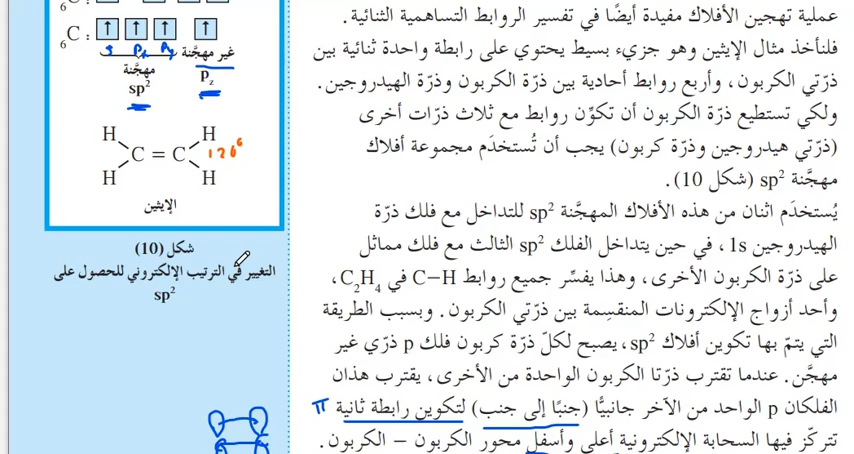 عملية تهجين الأفلاك مفيدة أيضًا في تفسير الروابط التساهمية الثنائية.
فلنأخذ مثال الإيثين وهو جزيء بسيط يحتوي على رابطة واحدة ثنائية بين
ذرّتي الكربون، وأربع روابط أحادية بين ذرّة الكربون وذرّة الهيدروجين.
ولكي تستطيع ذرّة الكربون أن تكوِّن روابط مع ثلاث ذرّات أخرى
(ذرّتي هيدروجين وذرّة كربون) يجب أن تُستخدَم مجموعة أفلاك
مهجَّنة sp² (شكل 10).
يُستخدَم اثنان من هذه الأفلاك المهجَّنة sp² للتداخل مع فلك ذرّة
الهيدروجين 1s، في حين يتداخل الفلك sp² الثالث مع فلك مماثل
على ذرّة الكربون الأخرى، وهذا يفسِّر جميع روابط C−H في C₂H₄،
وأحد أزواج الإلكترونات المنقسِمة بين ذرّتي الكربون. وبسبب الطريقة
التي يتمّ بها تكوين أفلاك sp²، يصبح لكلّ ذرّة كربون فلك p ذرّي غير
مهجَّن. عندما تقترب ذرّتا الكربون الواحدة من الأخرى، يقترب هذان
الفلكان p الواحد من الآخر جانبيًّا (جنبًا إلى جنب) لتكوين رابطة ثانية π
تتركّز فيها السحابة الإلكترونية أعلى وأسفل محور الكربون – الكربون.
₆C :
₆C : ↑ ↑ ↑ ↑
s Px Py
غير مهجَّنة
مهجَّنة
p_z
sp²
H H
C = C 120°
H H
الإيثين
شكل (10)
التغيير في الترتيب الإلكتروني للحصول على
sp²